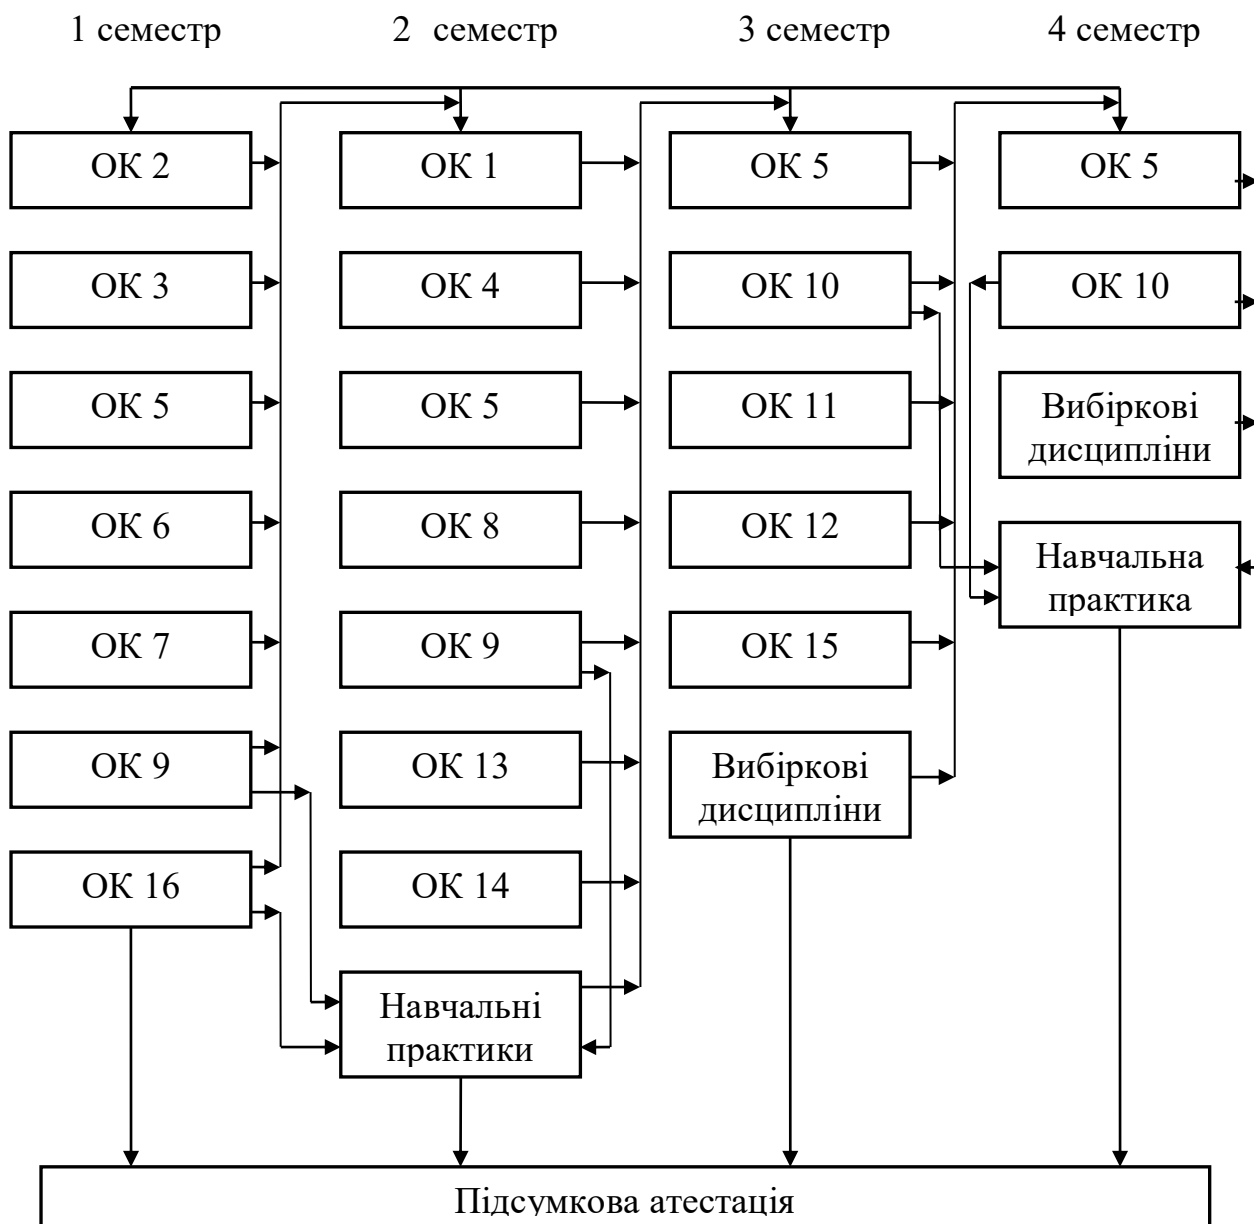 1 семестр
2 семестр
3 семестр
4 семестр
ОК 2
ОК 3
ОК 5
ОК 6
ОК 7
ОК 9
ОК 16
ОК 1
ОК 4
ОК 5
ОК 8
ОК 9
ОК 13
ОК 14
Навчальні
практики
ОК 5
ОК 10
ОК 11
ОК 12
ОК 15
Вибіркові
дисципліни
ОК 5
ОК 10
Вибіркові
дисципліни
Навчальна
практика
Підсумкова атестація